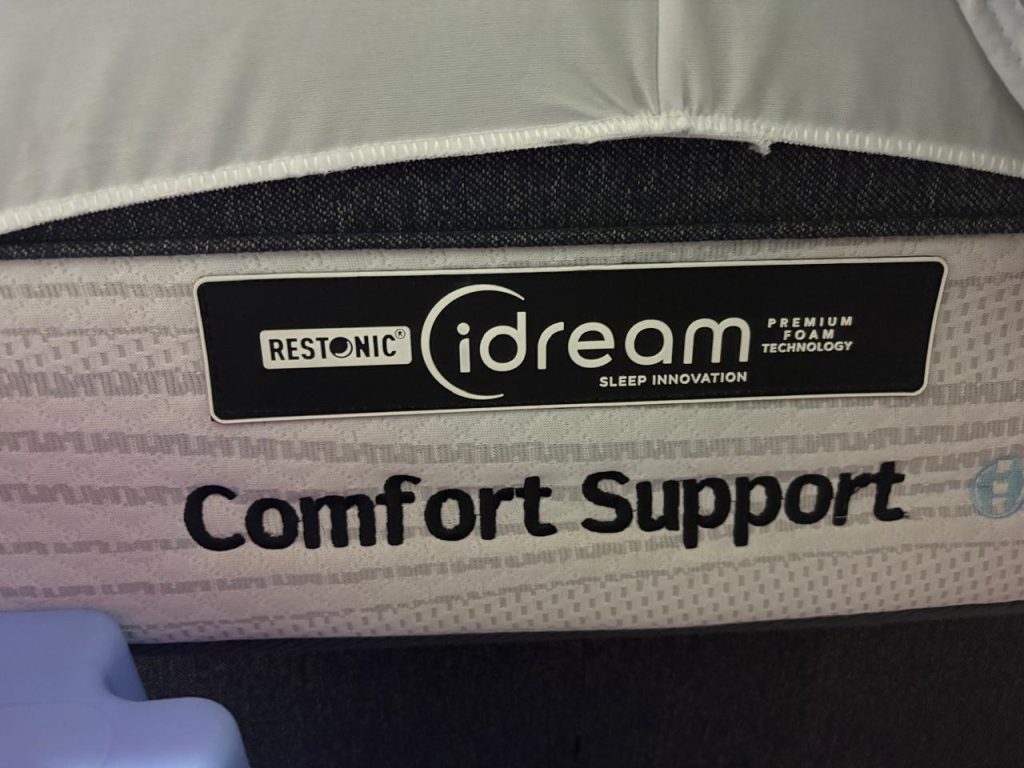 RESTONIC®
idream
SLEEP INNOVATION
PREMIUM
FOAM
TECHNOLOGY
Comfort Support